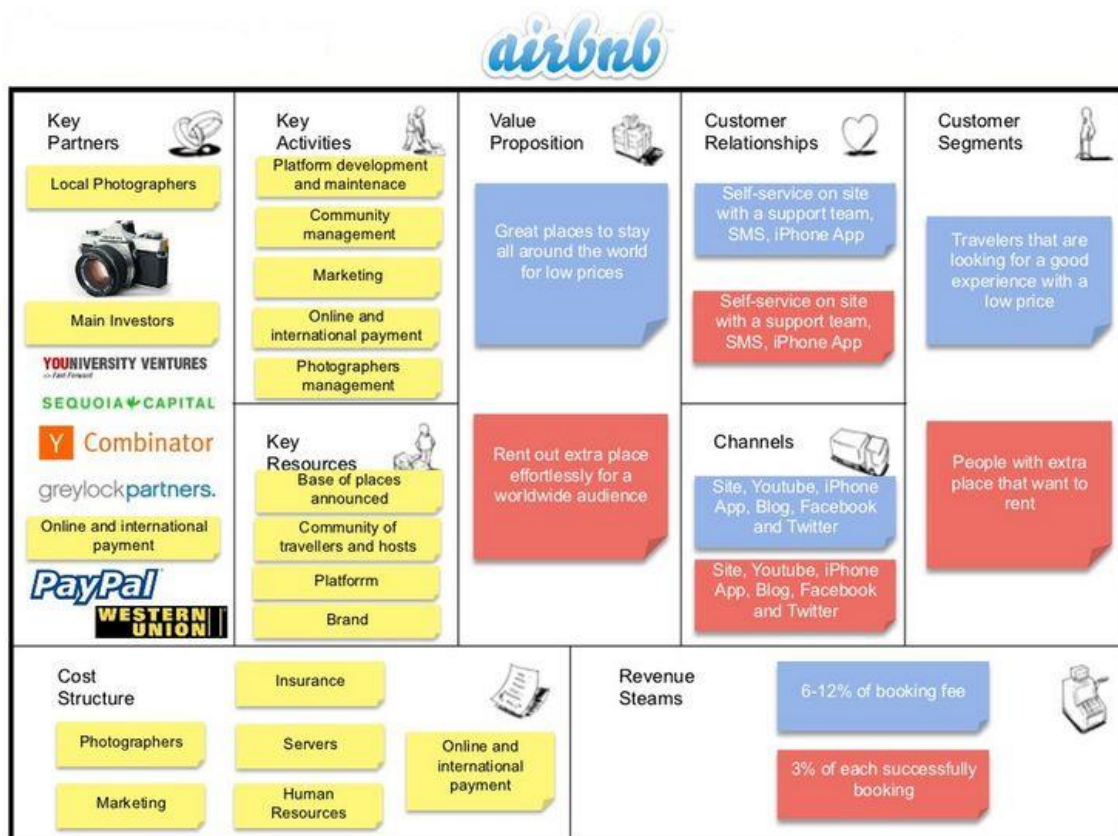 airbnb
Key
Partners
Local Photographers
Main Investors
YOUNIVERSITY VENTURES
>> Fast Forward
SEQUOIA CAPITAL
Y Combinator
greylockpartners.
Online and international
payment
PayPal
WESTERN
UNION
Key
Activities
Platform development
and maintenace
Community
management
Marketing
Online and
international payment
Photographers
management
Key
Resources
Base of places
announced
Community of
travellers and hosts
Platforrm
Brand
Value
Proposition
Great places to stay
all around the world
for low prices
Rent out extra place
effortlessly for a
worldwide audience
Customer
Relationships
Self-service on site
with a support team,
SMS, iPhone App
Self-service on site
with a support team,
SMS, iPhone App
Channels
Site, Youtube, iPhone
App, Blog, Facebook
and Twitter
Site, Youtube, iPhone
App, Blog, Facebook
and Twitter
Customer
Segments
Travelers that are
looking for a good
experience with a
low price
People with extra
place that want to
rent
Cost
Structure
Photographers
Marketing
Insurance
Servers
Human
Resources
Online and
international
payment
Revenue
Steams
6-12% of booking fee
3% of each successfully
booking